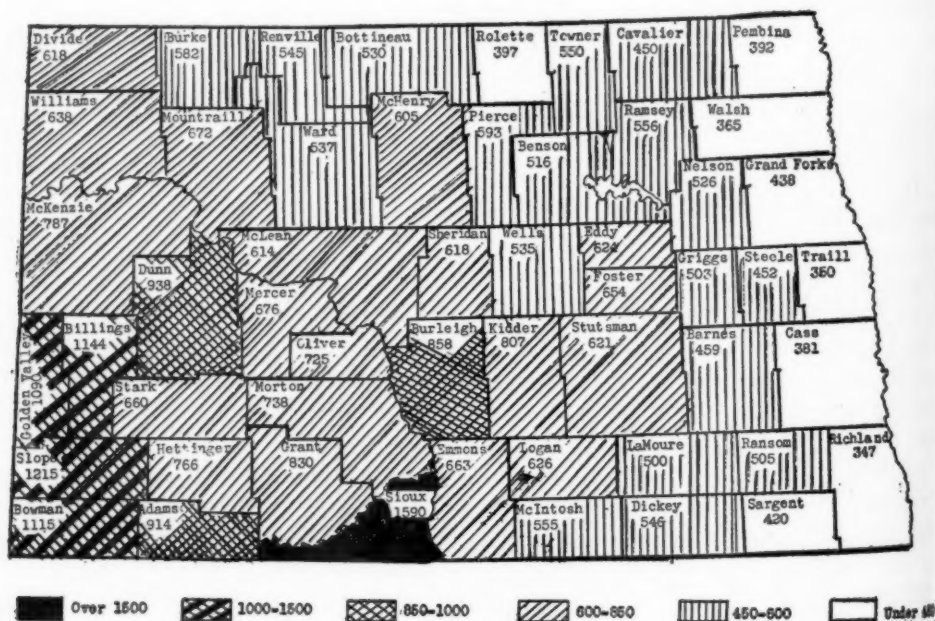 Divide
618
Burke
582
Renville
545
Bottineau
530
Rolette
397
Towner
550
Cavalier
450
Pembina
392
Williams
638
Mountraill
672
Ward
537
McHenry
605
Pierce
593
Benson
516
Ramsey
556
Walsh
365
Nelson
526
Grand Forks
438
McKenzie
787
Dunn
938
McLean
614
Mercer
676
Oliver
725
Sheridan
618
Wells
535
Eddy
624
Foster
654
Griggs
503
Steele
452
Traill
350
Golden Valley
1090
Billings
1144
Burleigh
858
Kidder
807
Stutsman
621
Barnes
459
Cass
381
Stark
660
Morton
738
Slope
1215
Hettinger
766
Grant
830
Emmons
663
Logan
626
LaMoure
500
Ransom
505
Richland
347
Bowman
1115
Adams
914
Sioux
1590
McIntosh
555
Dickey
546
Sargent
420
Over 1500
1000-1500
850-1000
600-850
450-600
Under